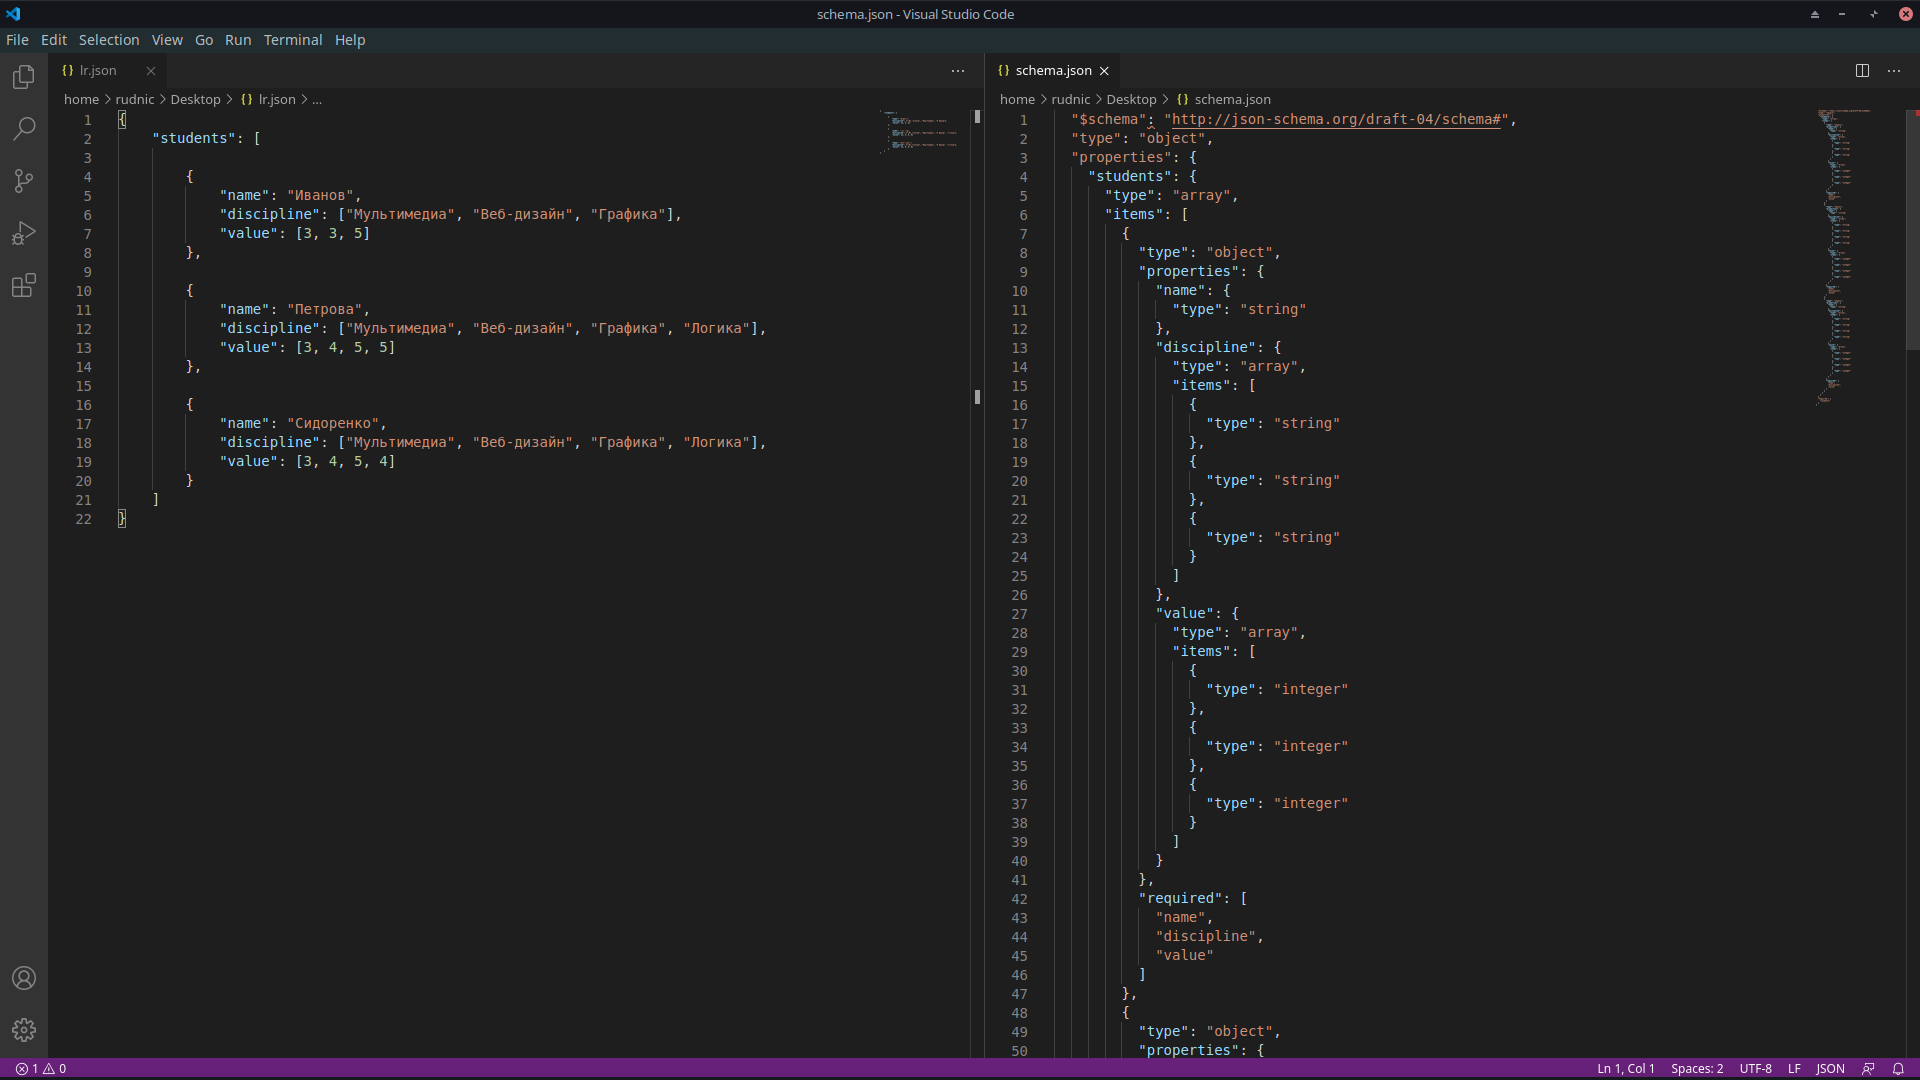 schema.json - Visual Studio Code
File Edit Selection View Go Run Terminal Help
lr.json
home rudnic Desktop lr.json ...
1 {
2 "students": [
3
4 {
5 "name": "Иванов",
6 "discipline": ["Мультимедиа", "Веб-дизайн", "Графика"],
7 "value": [3, 3, 5]
8 },
9
10 {
11 "name": "Петрова",
12 "discipline": ["Мультимедиа", "Веб-дизайн", "Графика", "Логика"],
13 "value": [3, 4, 5, 5]
14 },
15
16 {
17 "name": "Сидоренко",
18 "discipline": ["Мультимедиа", "Веб-дизайн", "Графика", "Логика"],
19 "value": [3, 4, 5, 4]
20 }
21 ]
22 }
schema.json
home rudnic Desktop schema.json
1 "$schema": "http://json-schema.org/draft-04/schema#",
2 "type": "object",
3 "properties": {
4 "students": {
5 "type": "array",
6 "items": [
7 {
8 "type": "object",
9 "properties": {
10 "name": {
11 "type": "string"
12 },
13 "discipline": {
14 "type": "array",
15 "items": [
16 {
17 "type": "string"
18 },
19 {
20 "type": "string"
21 },
22 {
23 "type": "string"
24 }
25 ]
26 },
27 "value": {
28 "type": "array",
29 "items": [
30 {
31 "type": "integer"
32 },
33 {
34 "type": "integer"
35 },
36 {
37 "type": "integer"
38 }
39 ]
40 }
41 },
42 "required": [
43 "name",
44 "discipline",
45 "value"
46 ]
47 },
48 {
49 "type": "object",
50 "properties": {
1 0
Ln 1, Col 1 Spaces: 2 UTF-8 LF JSON